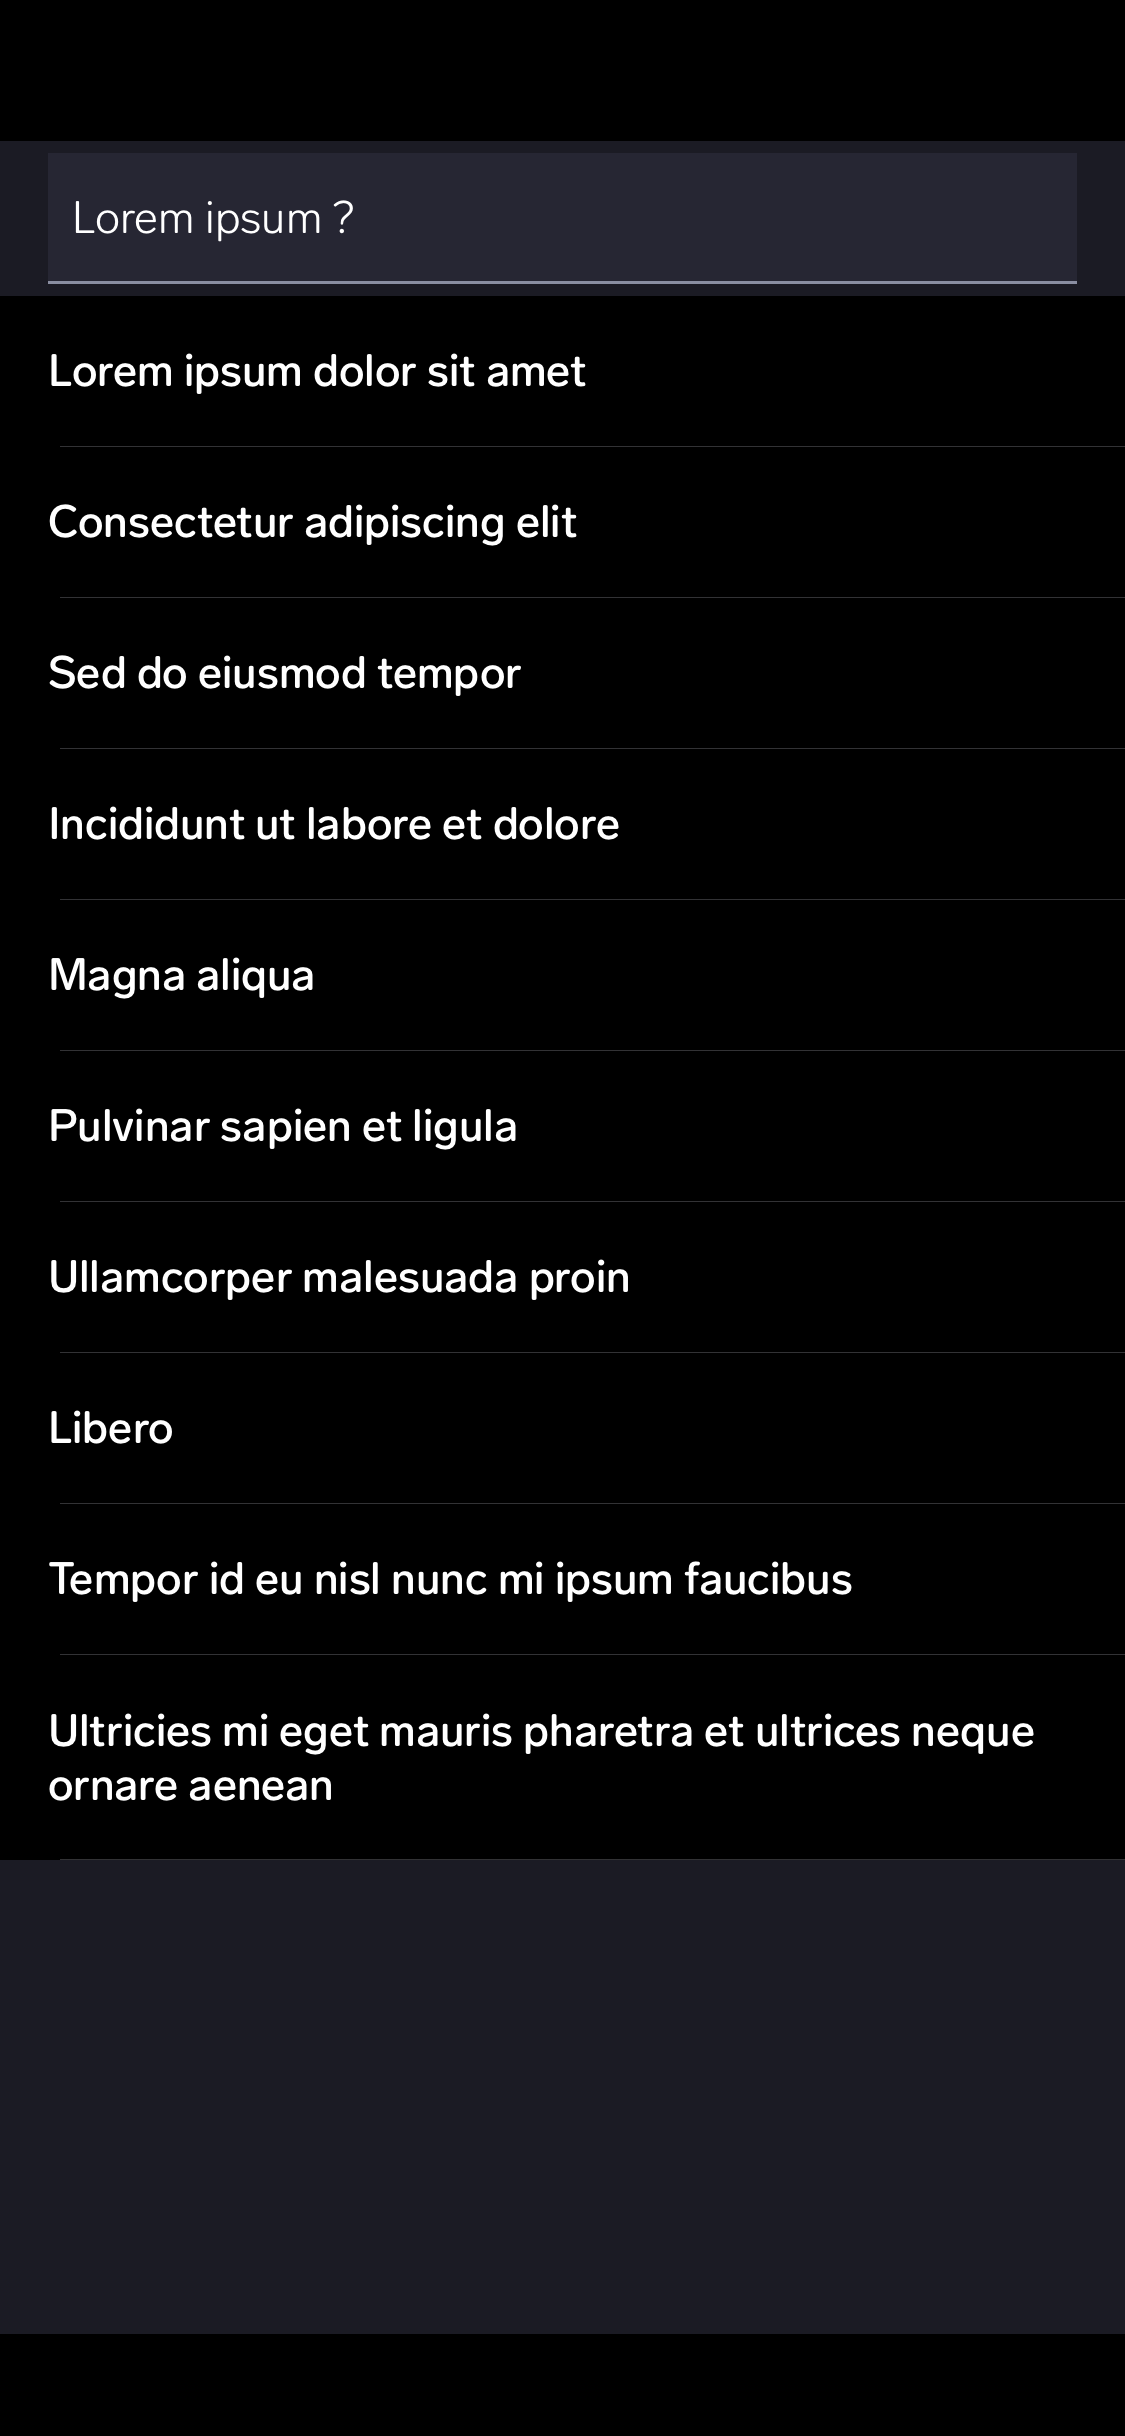 Lorem ipsum ?
Lorem ipsum dolor sit amet
Consectetur adipiscing elit
Sed do eiusmod tempor
Incididunt ut labore et dolore
Magna aliqua
Pulvinar sapien et ligula
Ullamcorper malesuada proin
Libero
Tempor id eu nisl nunc mi ipsum faucibus
Ultricies mi eget mauris pharetra et ultrices neque
ornare aenean